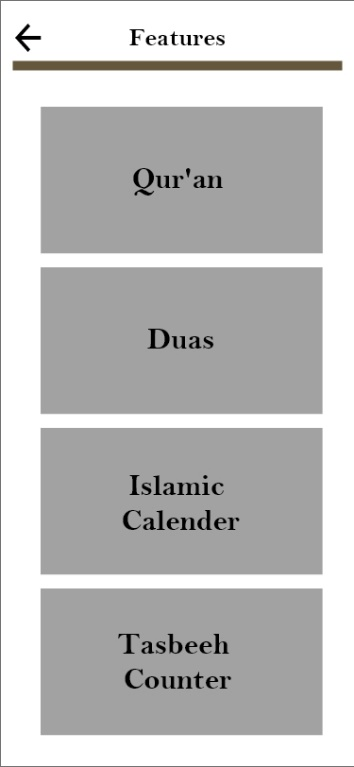 Features
Qur'an
Duas
Islamic
Calender
Tasbeeh
Counter